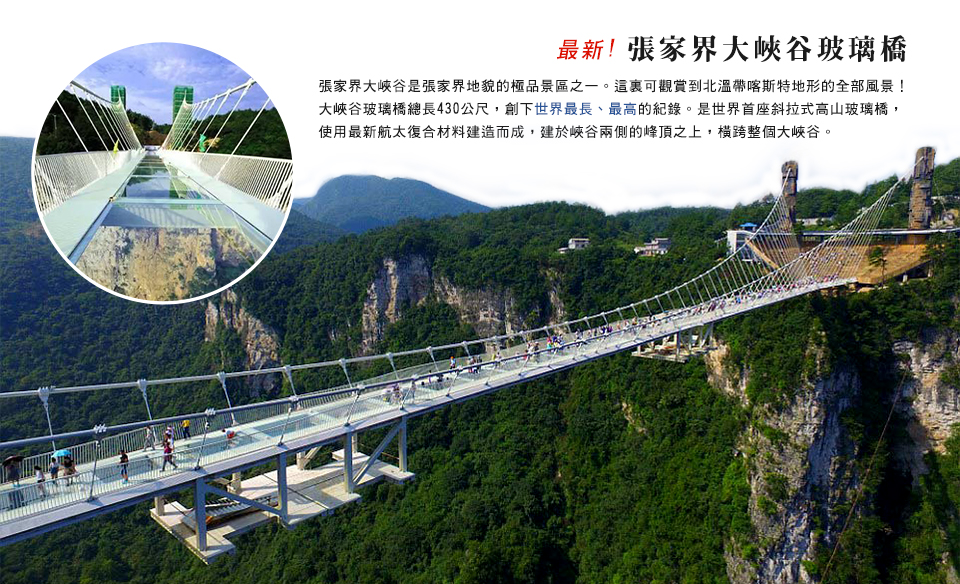 最新！張家界大峽谷玻璃橋
張家界大峽谷是張家界地貌的極品景區之一。這裏可觀賞到北溫帶喀斯特地形的全部風景！
大峽谷玻璃橋總長430公尺，創下世界最長、最高的紀錄。是世界首座斜拉式高山玻璃橋，
使用最新航太復合材料建造而成，建於峽谷兩側的峰頂之上，橫跨整個大峽谷。